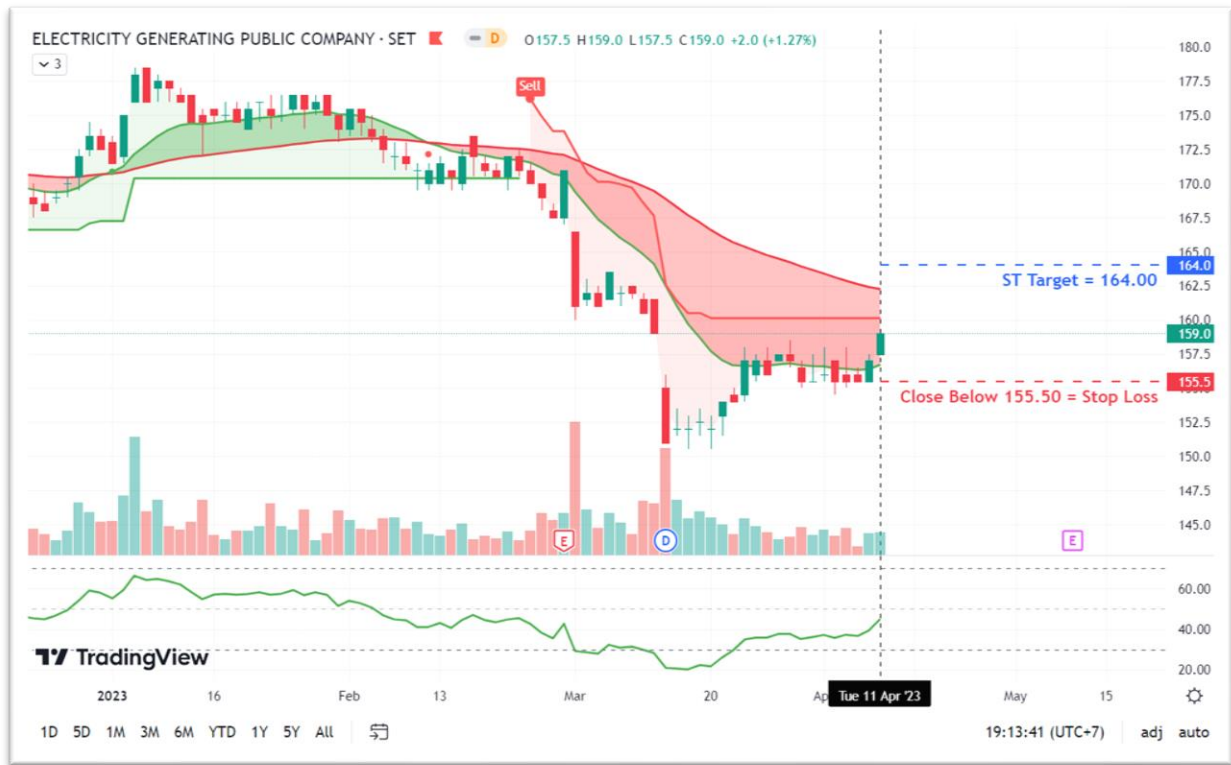 ELECTRICITY GENERATING PUBLIC COMPANY · SET D O157.5 H159.0 L157.5 C159.0 +2.0 (+1.27%)
3
180.0
Sell
177.5
175.0
172.5
170.0
167.5
165.0
164.0
ST Target = 164.00
162.5
160.0
159.0
157.5
155.5
Close Below 155.50 = Stop Loss
152.5
150.0
147.5
145.0
E D E
60.00
40.00
TradingView
20.00
2023 16 Feb 13 Mar 20 Tue 11 Apr '23 May 15
1D 5D 1M 3M 6M YTD 1Y 5Y All 19:13:41 (UTC+7) adj auto